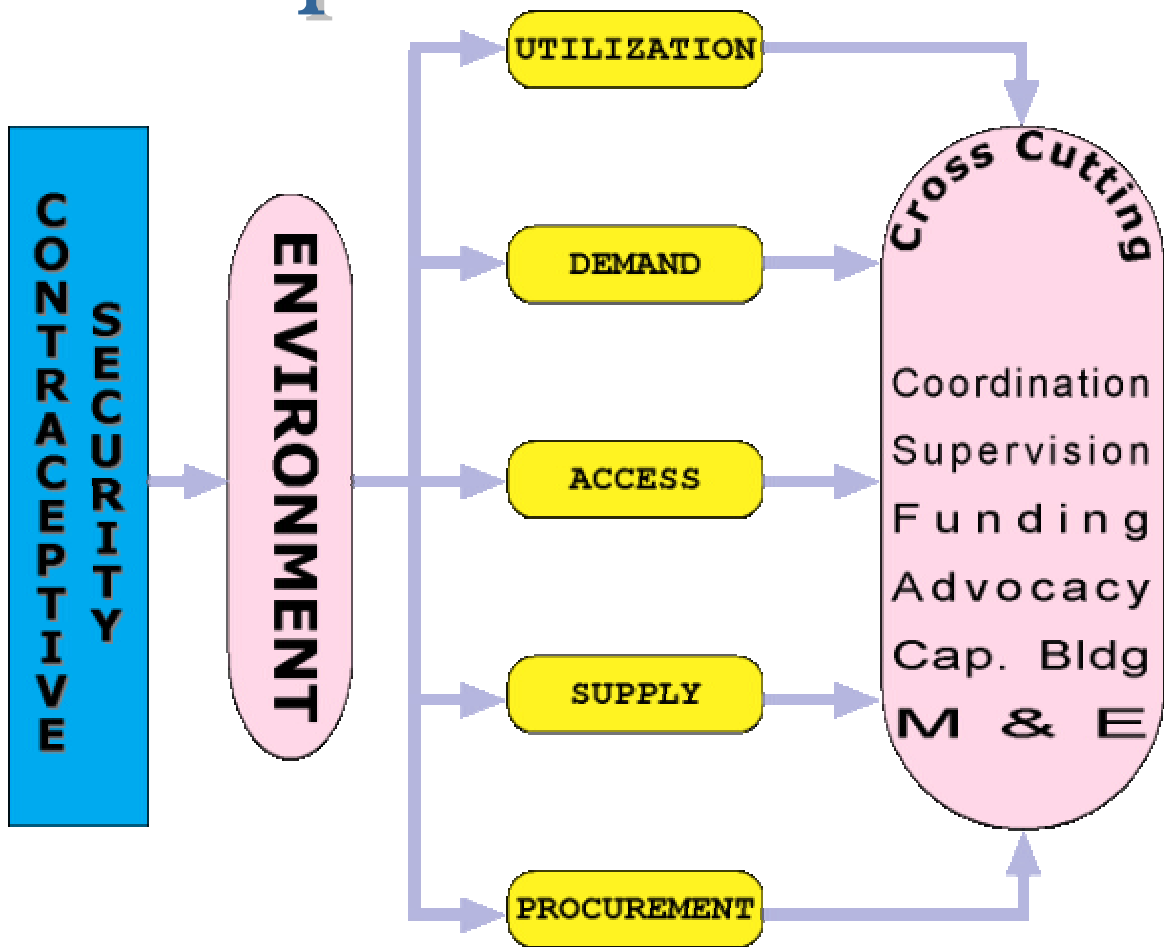 CONTRACEPTIVE
SECURITY
ENVIRONMENT
UTILIZATION
DEMAND
ACCESS
SUPPLY
PROCUREMENT
Cross Cutting
Coordination
Supervision
Funding
Advocacy
Cap. Bldg
M & E